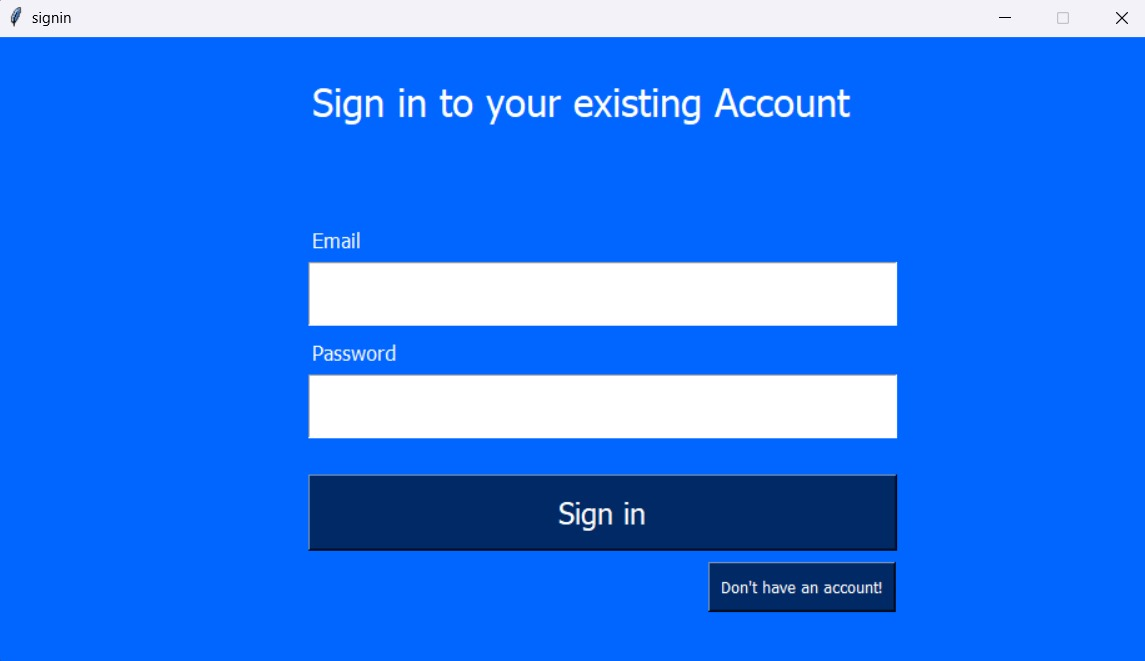 signin
Sign in to your existing Account
Email
Password
Sign in
Don't have an account!